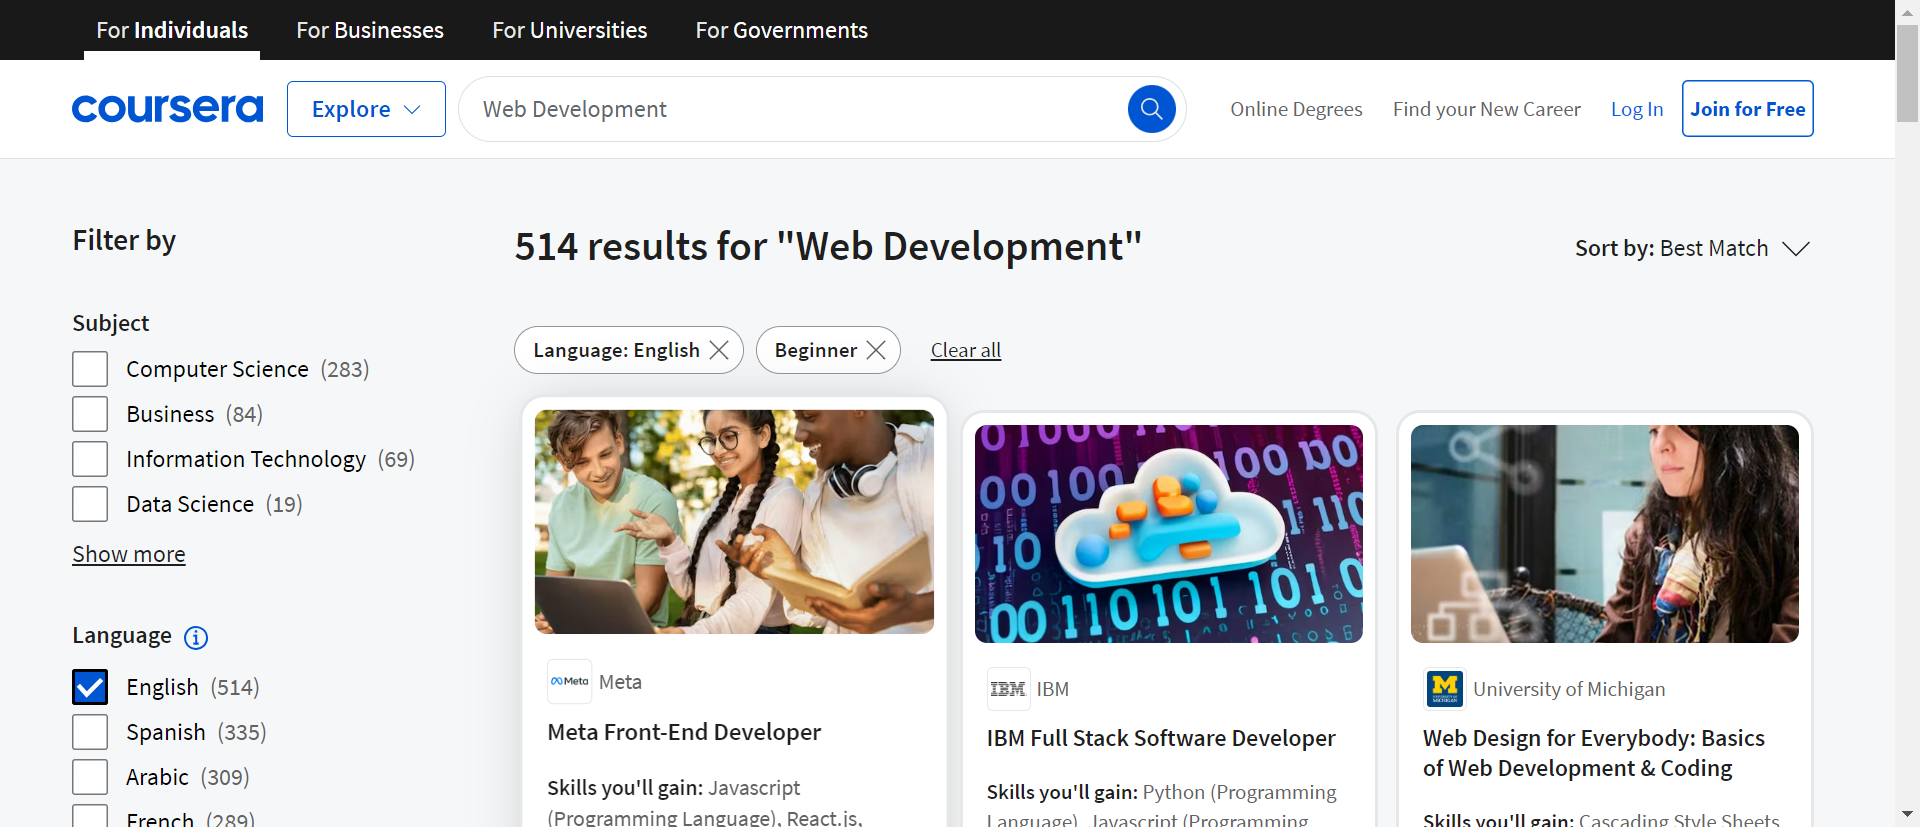 For Individuals
For Businesses
For Universities
For Governments
coursera
Explore
Web Development
Online Degrees
Find your New Career
Log In
Join for Free
Filter by
514 results for "Web Development"
Sort by: Best Match
Subject
Computer Science (283)
Business (84)
Information Technology (69)
Data Science (19)
Show more
Language
English (514)
Spanish (335)
Arabic (309)
French (289)
Language: English
Beginner
Clear all
Meta
Meta
Meta Front-End Developer
Skills you'll gain: Javascript
(Programming Language), React.js,
IBM
IBM
IBM Full Stack Software Developer
Skills you'll gain: Python (Programming
Language), Javascript (Programming
University of Michigan
Web Design for Everybody: Basics
of Web Development & Coding
Skills you'll gain: Cascading Style Sheets